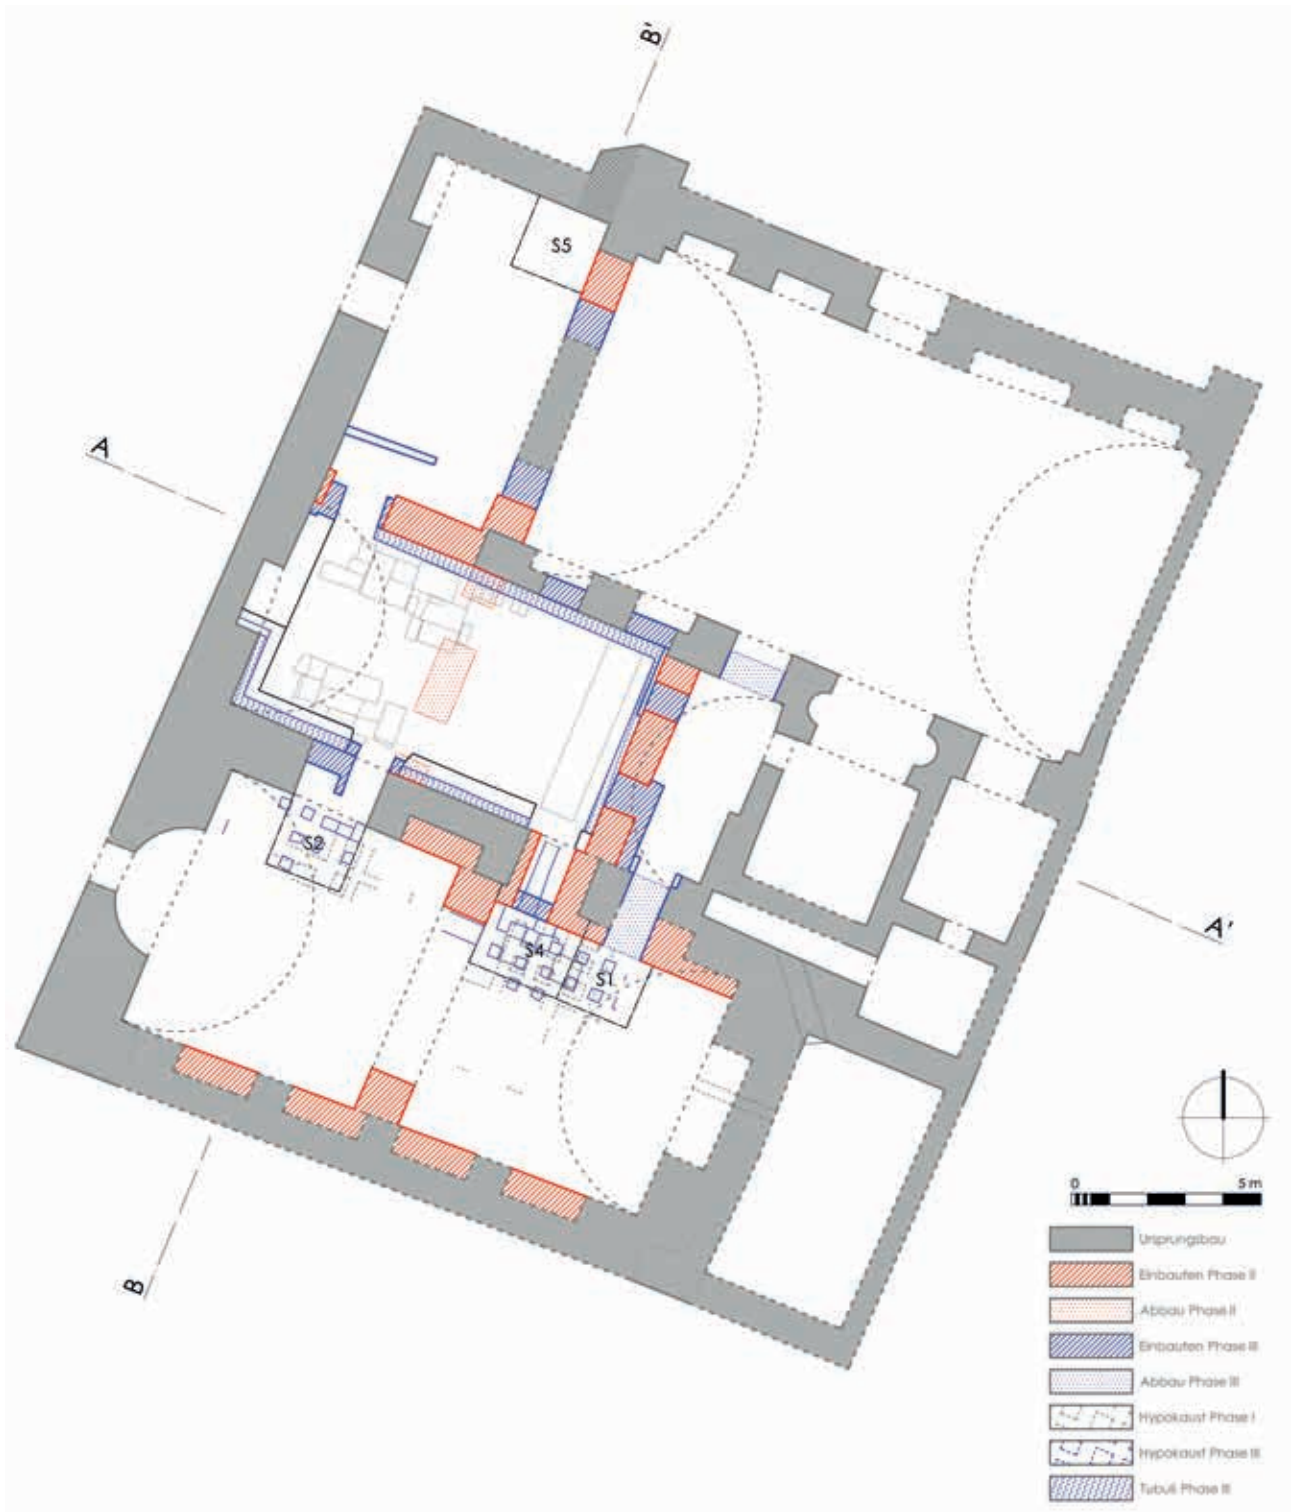 B'
S5
A
S2
S4
S1
A'
B
0 5 m
Ursprungsbau
Einbauten Phase II
Abbau Phase II
Einbauten Phase III
Abbau Phase III
Hypokaust Phase I
Hypokaust Phase III
Tubuli Phase III